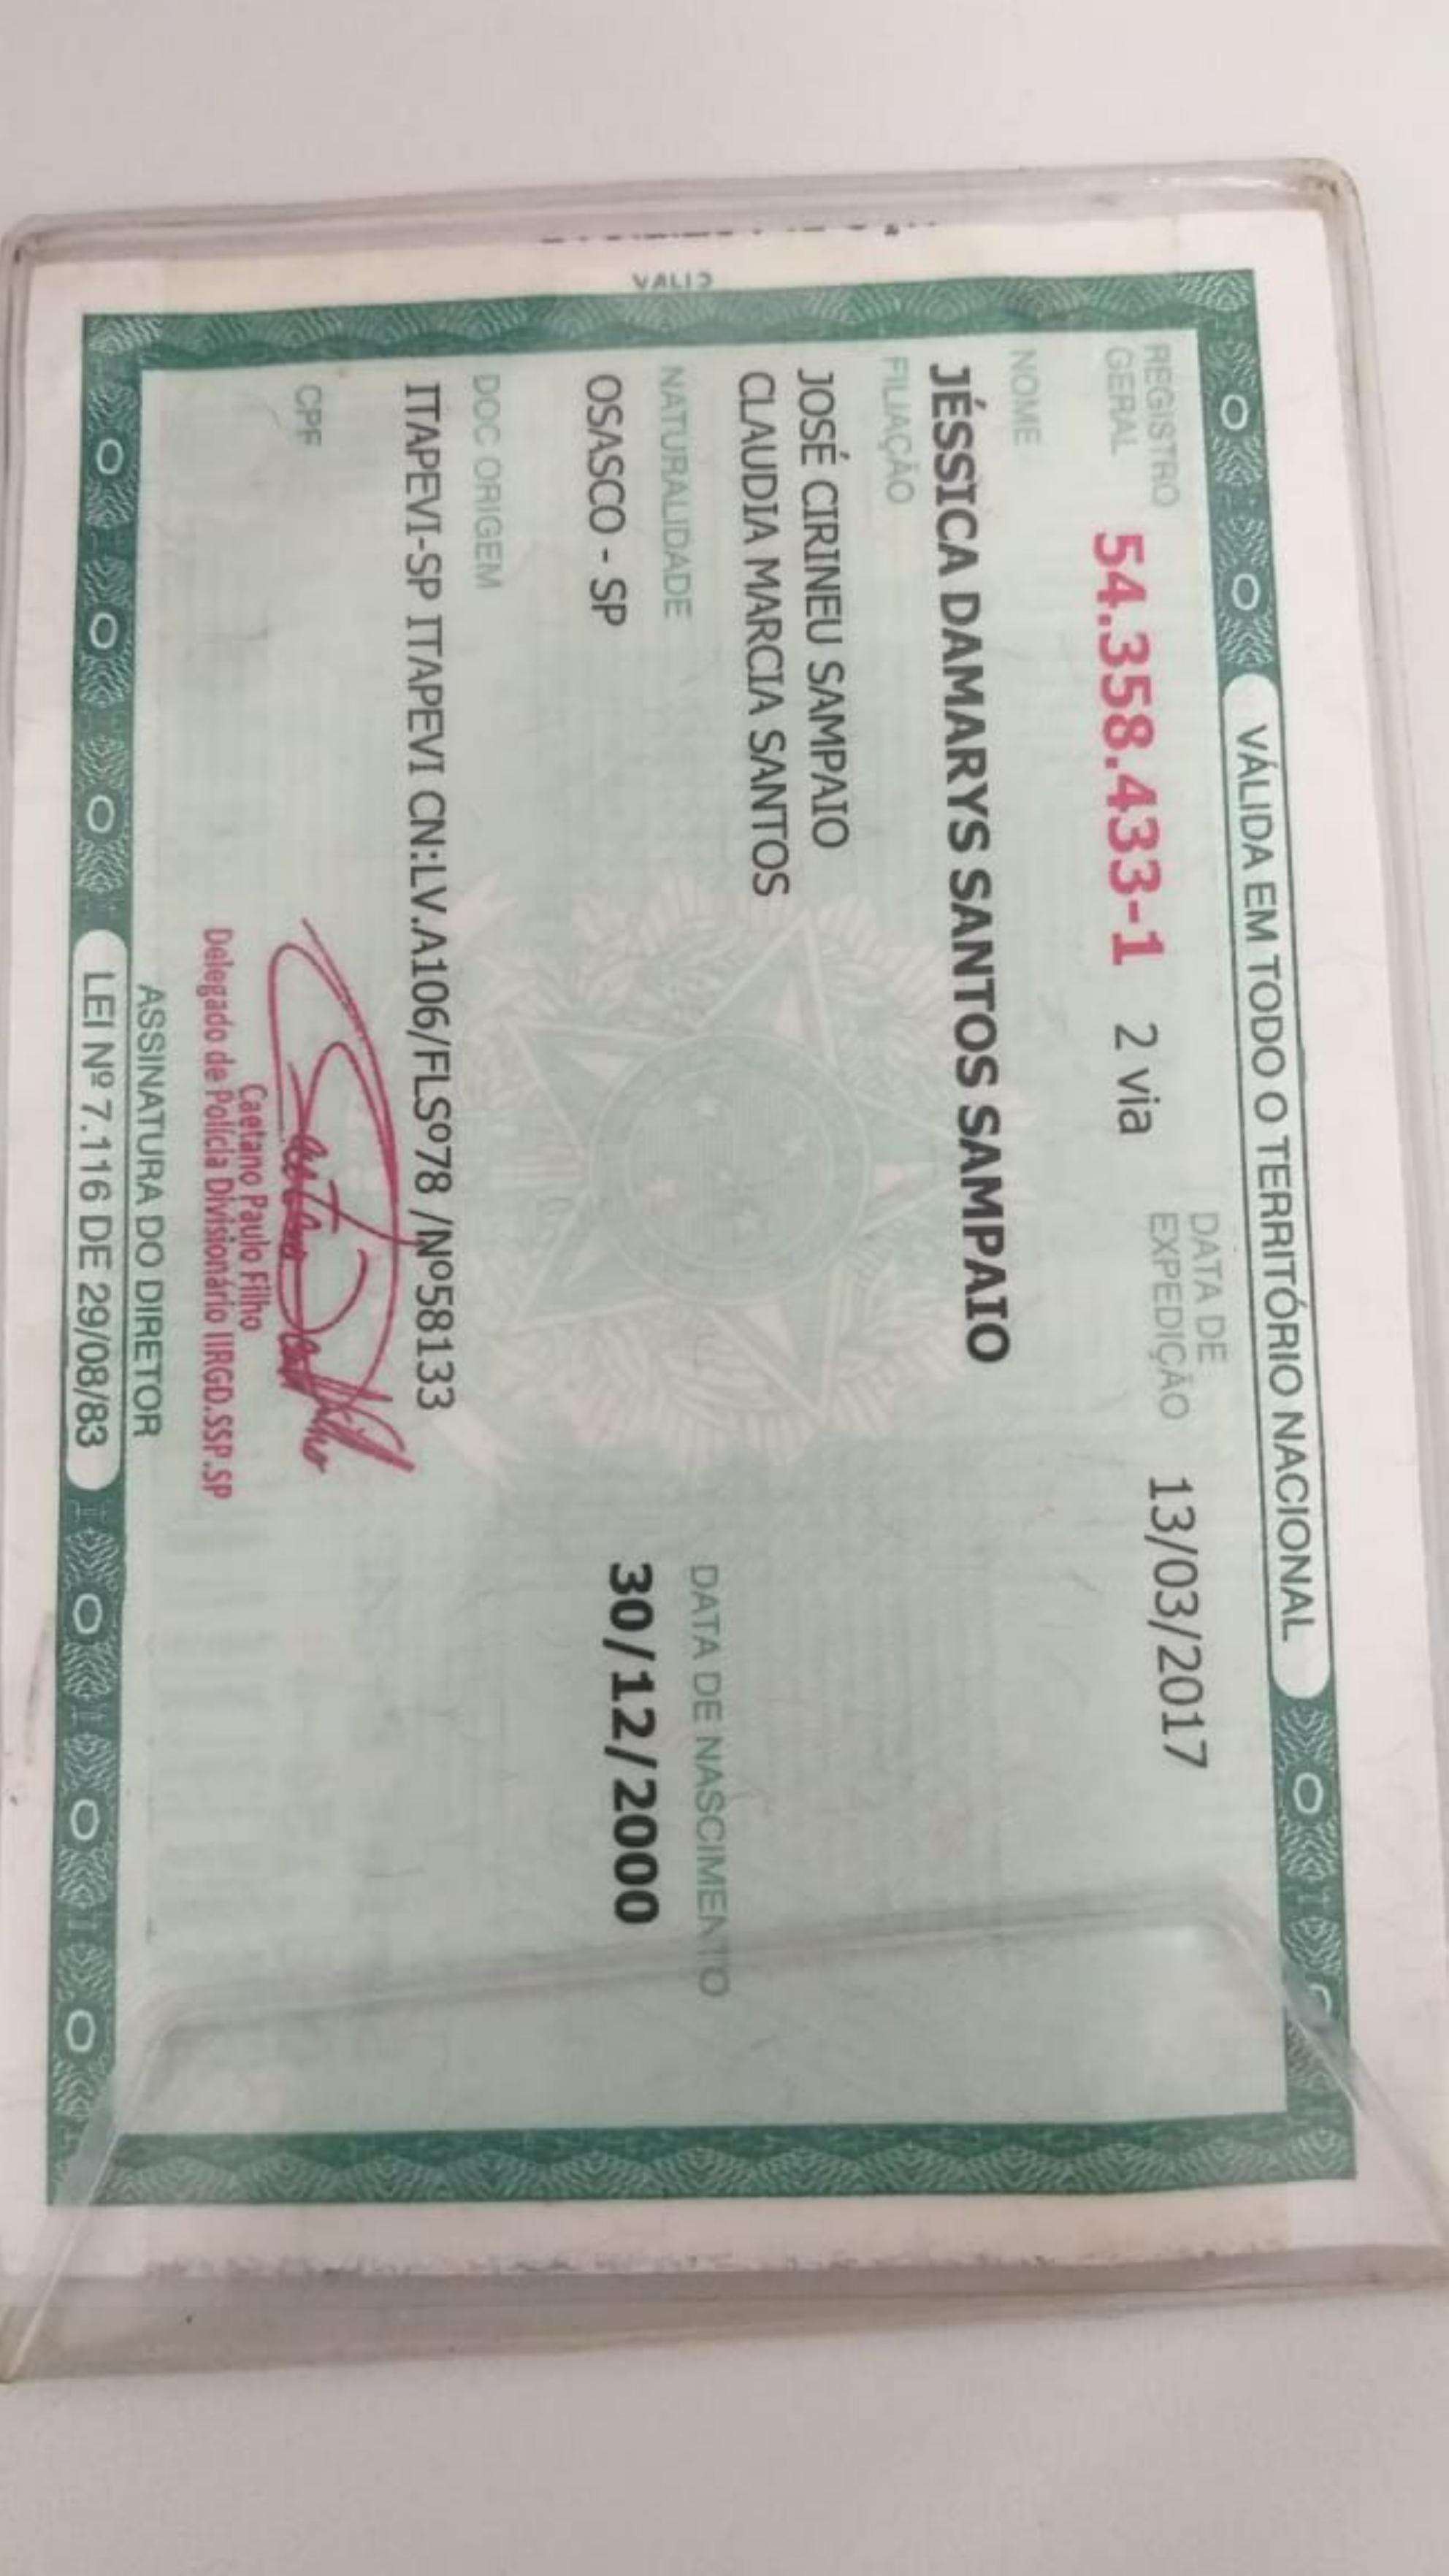 VÁLIDA EM TODO O TERRITÓRIO NACIONAL
REGISTRO GERAL 54.358.433-1 2 via DATA DE EXPEDIÇÃO 13/03/2017
NOME
JÉSSICA DAMARYS SANTOS SAMPAIO
FILIAÇÃO
JOSÉ CIRINEU SAMPAIO
CLAUDIA MARCIA SANTOS
NATURALIDADE DATA DE NASCIMENTO
OSASCO - SP 30/12/2000
DOC ORIGEM
ITAPEVI-SP ITAPEVI CN:LV.A106/FLSº78 /Nº58133
CPF
Caetano Paulo Filho
Delegado de Polícia Divisionário IIRGD.SSP.SP
ASSINATURA DO DIRETOR
LEI Nº 7.116 DE 29/08/83